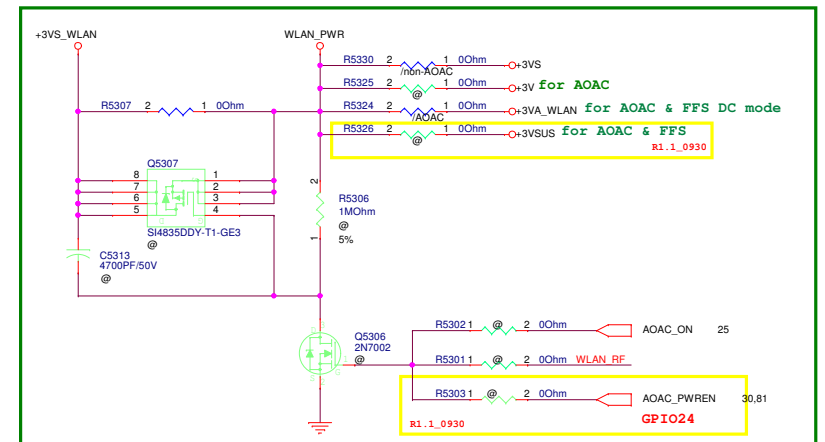 +3VS_WLAN
WLAN_PWR
R5330 2 1 0Ohm +3VS
/non-AOAC
R5325 2 1 0Ohm +3V for AOAC
@
R5307 2 1 0Ohm
R5324 2 1 0Ohm +3VA_WLAN for AOAC & FFS DC mode
/AOAC
R5326 2 1 0Ohm +3VSUS for AOAC & FFS
@
R1.1_0930
Q5307
8 1
7 2
6 3
5 4
SI4835DDY-T1-GE3
@
2
R5306
1MOhm
@
5%
1
C5313
4700PF/50V
@
Q5306
2N7002
@
R5302 1 @ 2 0Ohm AOAC_ON 25
R5301 1 @ 2 0Ohm WLAN_RF
R5303 1 @ 2 0Ohm AOAC_PWREN 30,81
GPIO24
R1.1_0930